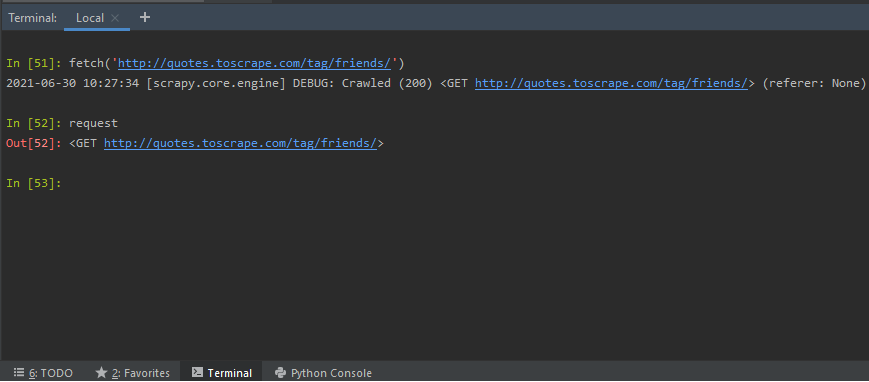 Terminal: Local × +
In [51]: fetch('http://quotes.toscrape.com/tag/friends/')
2021-06-30 10:27:34 [scrapy.core.engine] DEBUG: Crawled (200) <GET http://quotes.toscrape.com/tag/friends/> (referer: None)
In [52]: request
Out[52]: <GET http://quotes.toscrape.com/tag/friends/>
In [53]:
6: TODO 2: Favorites Terminal Python Console